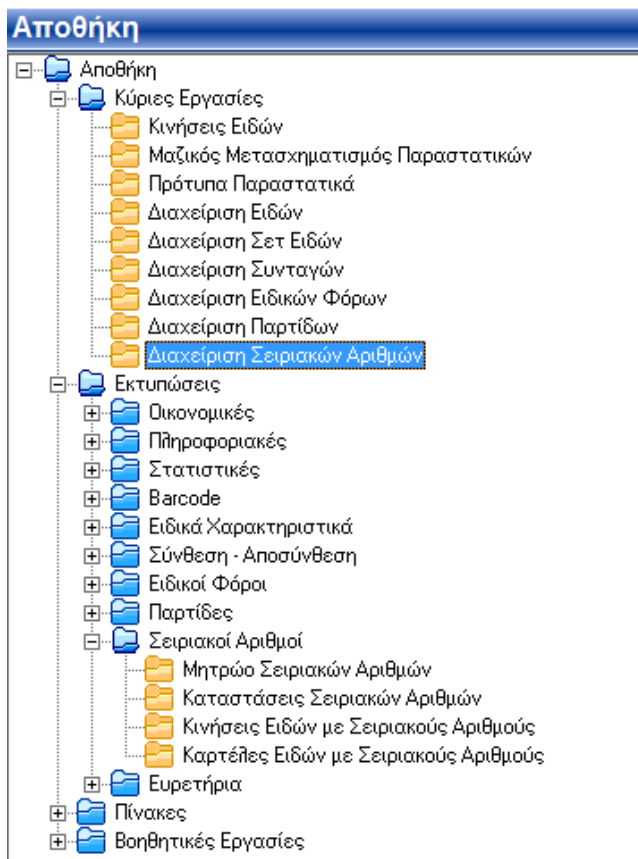 Αποθήκη
Αποθήκη
Κύριες Εργασίες
Κινήσεις Ειδών
Μαζικός Μετασχηματισμός Παραστατικών
Πρότυπα Παραστατικά
Διαχείριση Ειδών
Διαχείριση Σετ Ειδών
Διαχείριση Συνταγών
Διαχείριση Ειδικών Φόρων
Διαχείριση Παρτίδων
Διαχείριση Σειριακών Αριθμών
Εκτυπώσεις
Οικονομικές
Πληροφοριακές
Στατιστικές
Barcode
Ειδικά Χαρακτηριστικά
Σύνθεση - Αποσύνθεση
Ειδικοί Φόροι
Παρτίδες
Σειριακοί Αριθμοί
Μητρώο Σειριακών Αριθμών
Καταστάσεις Σειριακών Αριθμών
Κινήσεις Ειδών με Σειριακούς Αριθμούς
Καρτέλες Ειδών με Σειριακούς Αριθμούς
Ευρετήρια
Πίνακες
Βοηθητικές Εργασίες